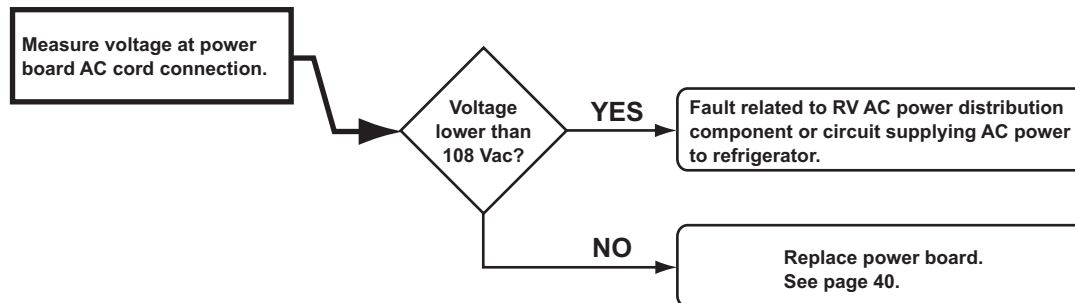 Measure voltage at power
board AC cord connection.
Voltage
lower than
108 Vac?
YES
Fault related to RV AC power distribution
component or circuit supplying AC power
to refrigerator.
NO
Replace power board.
See page 40.